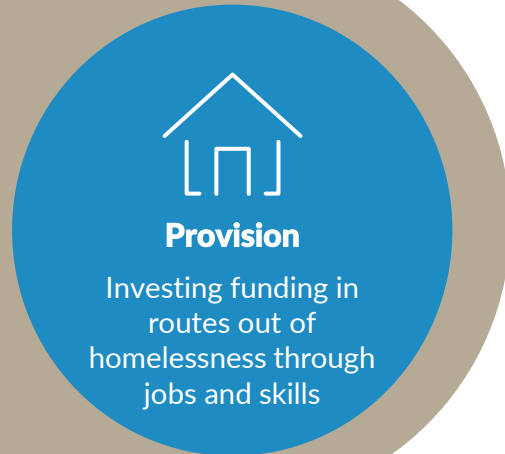 Provision
Investing funding in
routes out of
homelessness through
jobs and skills